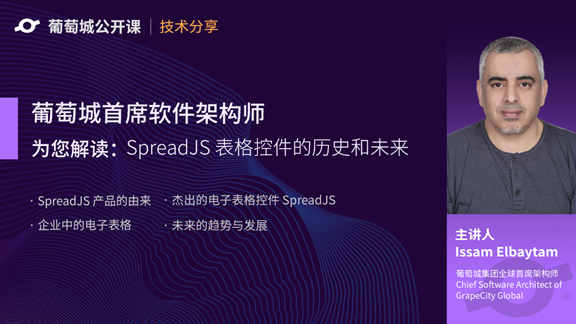 葡萄城公开课 | 技术分享
葡萄城首席软件架构师
为您解读：SpreadJS 表格控件的历史和未来
· SpreadJS 产品的由来 · 杰出的电子表格控件 SpreadJS
· 企业中的电子表格 · 未来的趋势与发展
主讲人
Issam Elbaytam
葡萄城集团全球首席架构师
Chief Software Architect of
GrapeCity Global